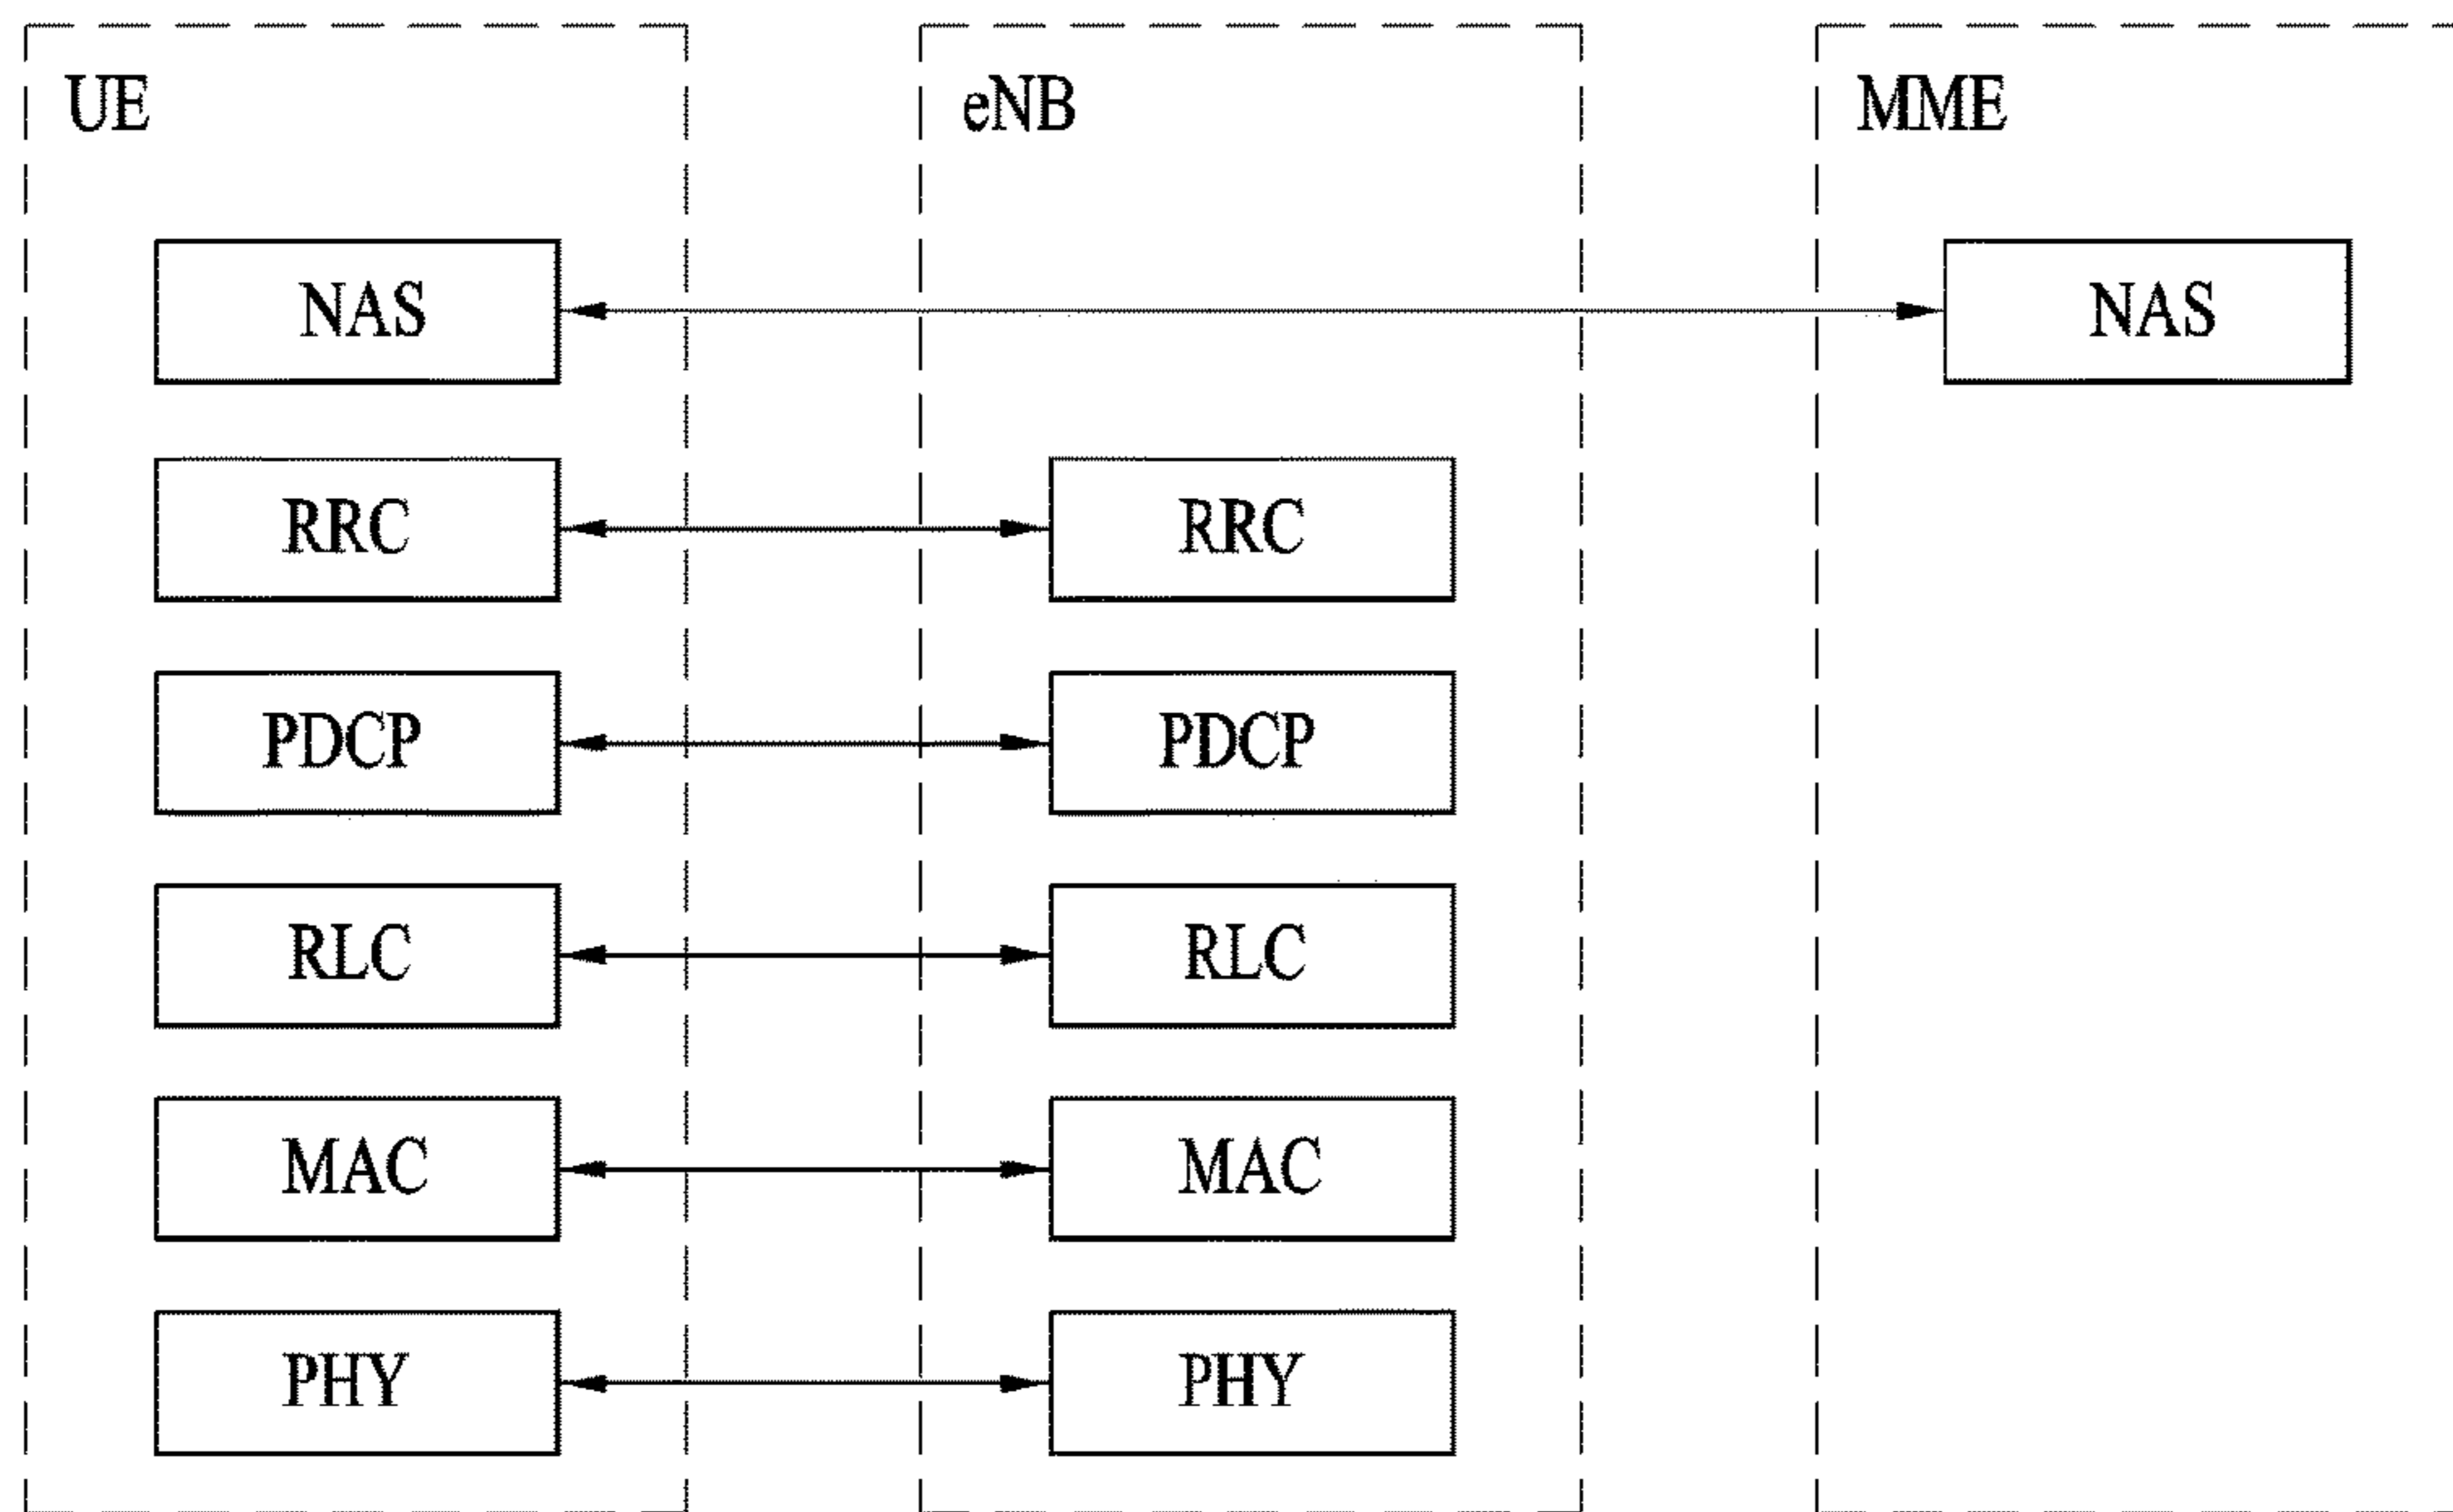 UE eNB MME
NAS NAS
RRC RRC
PDCP PDCP
RLC RLC
MAC MAC
PHY PHY